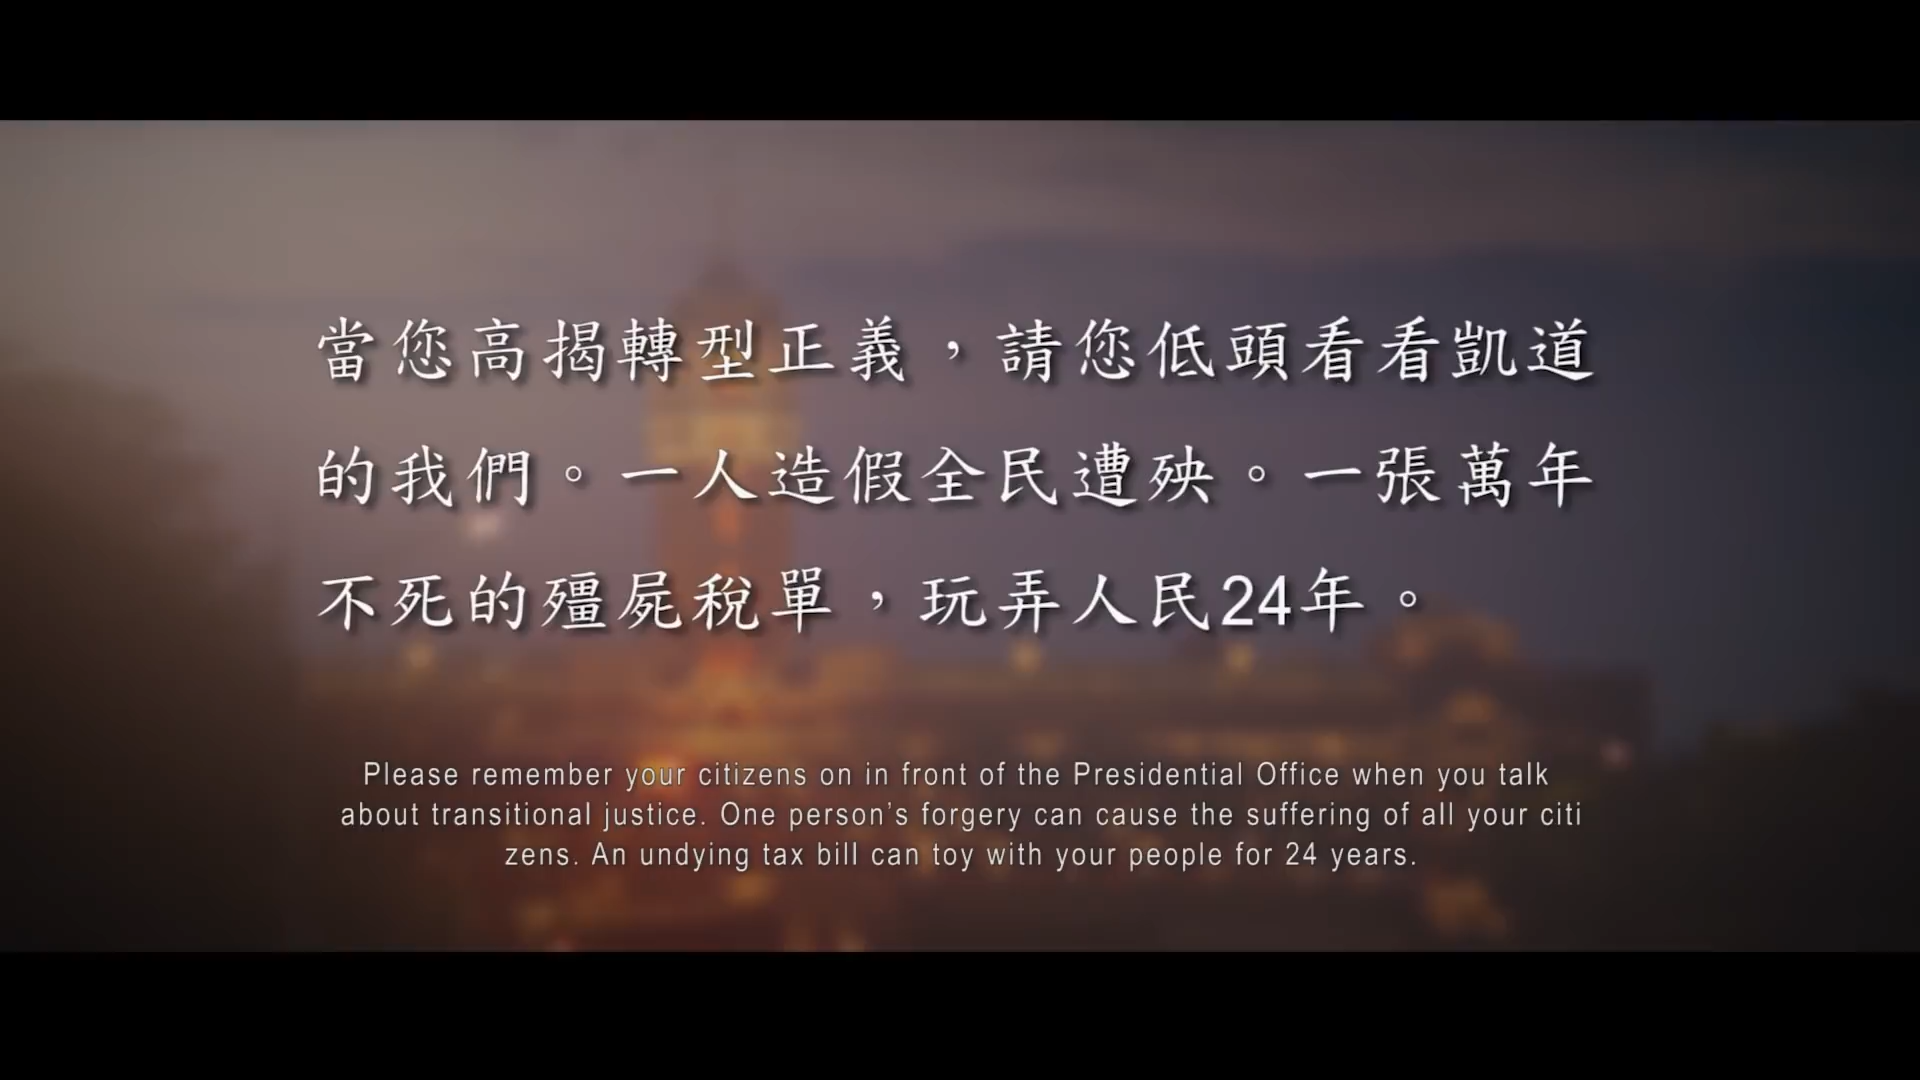 當您高揭轉型正義，請您低頭看看凱道
的我們。一人造假全民遭殃。一張萬年
不死的殭屍稅單，玩弄人民24年。
Please remember your citizens on in front of the Presidential Office when you talk
about transitional justice. One person’s forgery can cause the suffering of all your citi
zens. An undying tax bill can toy with your people for 24 years.